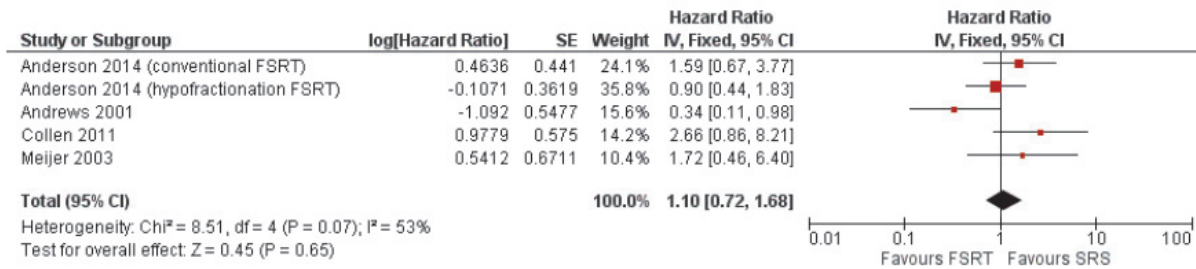 Hazard Ratio Hazard Ratio
Study or Subgroup log[Hazard Ratio] SE Weight IV, Fixed, 95% CI IV, Fixed, 95% CI
Anderson 2014 (conventional FSRT) 0.4636 0.441 24.1% 1.59 [0.67, 3.77]
Anderson 2014 (hypofractionation FSRT) -0.1071 0.3619 35.8% 0.90 [0.44, 1.83]
Andrews 2001 -1.092 0.5477 15.6% 0.34 [0.11, 0.98]
Collen 2011 0.9779 0.575 14.2% 2.66 [0.86, 8.21]
Meijer 2003 0.5412 0.6711 10.4% 1.72 [0.46, 6.40]
Total (95% CI) 100.0% 1.10 [0.72, 1.68]
Heterogeneity: Chi² = 8.51, df = 4 (P = 0.07); I² = 53%
Test for overall effect: Z = 0.45 (P = 0.65)
0.01 0.1 1 10 100
Favours FSRT Favours SRS